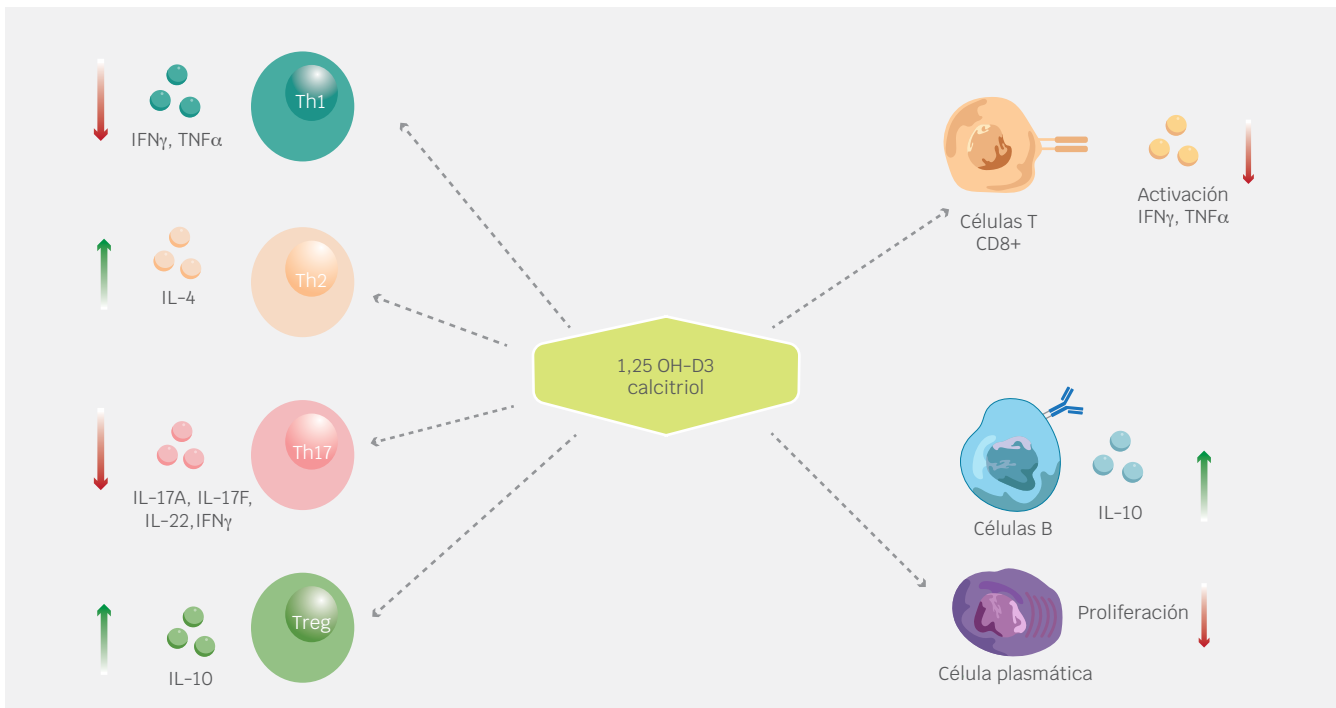 Th1
IFNγ, TNFα
Th2
IL-4
Th17
IL-17A, IL-17F,
IL-22,IFNγ
Treg
IL-10
1,25 OH-D3
calcitriol
Células T
CD8+
Activación
IFNγ, TNFα
Células B
IL-10
Proliferación
Célula plasmática